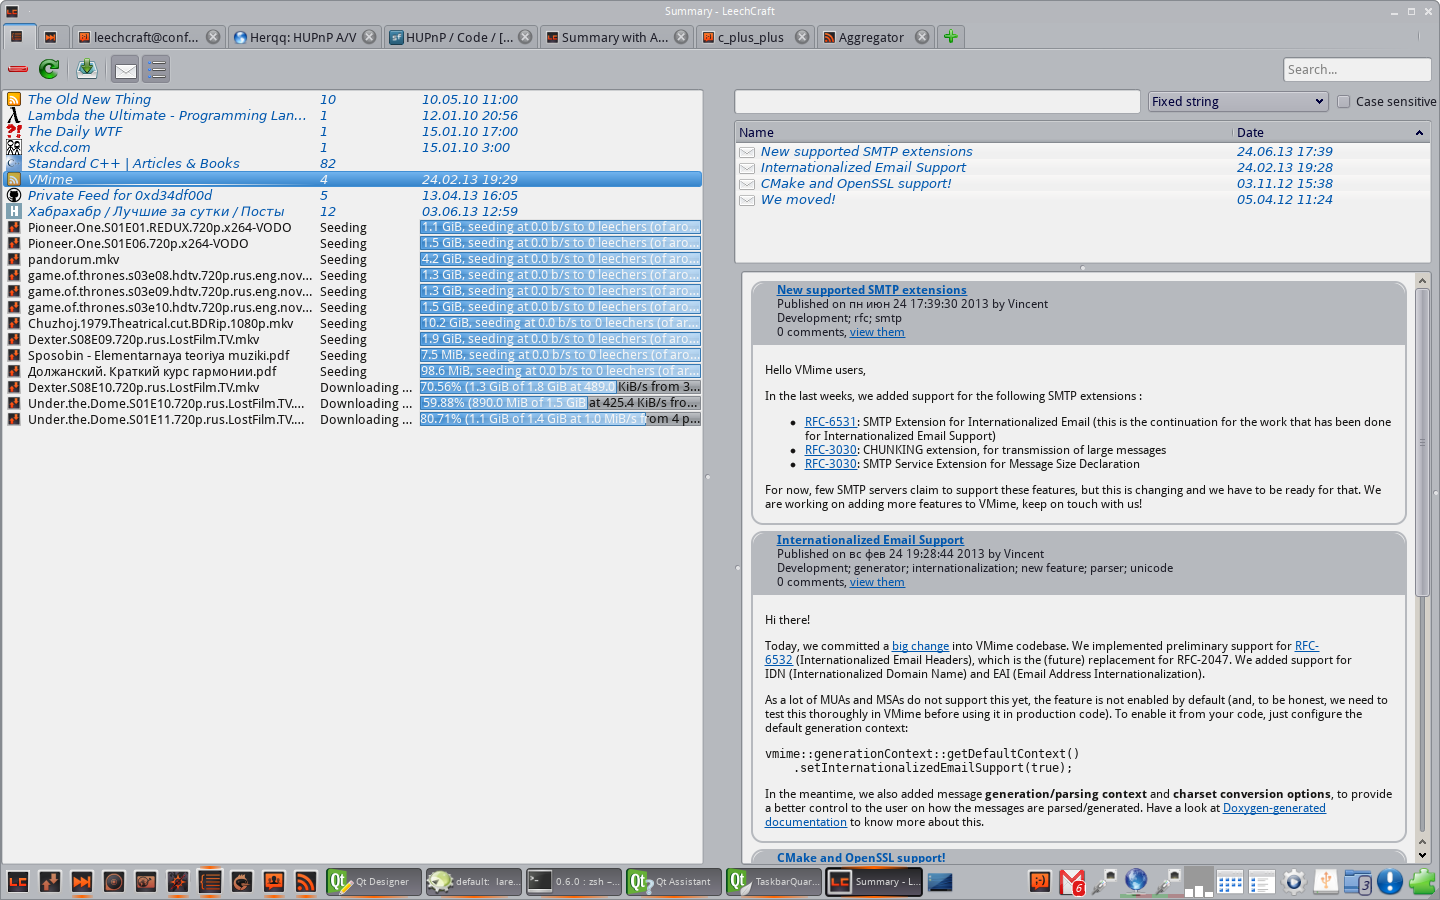 Summary - LeechCraft
leechcraft@conf...
Herqq: HUPnP A/V
HUPnP / Code / [...
Summary with A...
c_plus_plus
Aggregator
Search...
The Old New Thing 10 10.05.10 11:00
Lambda the Ultimate - Programming Lan... 1 12.01.10 20:56
The Daily WTF 1 15.01.10 17:00
xkcd.com 1 15.01.10 3:00
Standard C++ | Articles & Books 82
VMime 4 24.02.13 19:29
Private Feed for 0xd34df00d 5 13.04.13 16:05
Хабрахабр / Лучшие за сутки / Посты 12 03.06.13 12:59
Pioneer.One.S01E01.REDUX.720p.x264-VODO Seeding 1.1 GiB, seeding at 0.0 b/s to 0 leechers (of aro...
Pioneer.One.S01E06.720p.x264-VODO Seeding 1.5 GiB, seeding at 0.0 b/s to 0 leechers (of aro...
pandorum.mkv Seeding 4.2 GiB, seeding at 0.0 b/s to 0 leechers (of aro...
game.of.thrones.s03e08.hdtv.720p.rus.eng.nov... Seeding 1.3 GiB, seeding at 0.0 b/s to 0 leechers (of aro...
game.of.thrones.s03e09.hdtv.720p.rus.eng.nov... Seeding 1.3 GiB, seeding at 0.0 b/s to 0 leechers (of aro...
game.of.thrones.s03e10.hdtv.720p.rus.eng.nov... Seeding 1.5 GiB, seeding at 0.0 b/s to 0 leechers (of aro...
Chuzhoj.1979.Theatrical.cut.BDRip.1080p.mkv Seeding 10.2 GiB, seeding at 0.0 b/s to 0 leechers (of ar...
Dexter.S08E09.720p.rus.LostFilm.TV.mkv Seeding 1.9 GiB, seeding at 0.0 b/s to 0 leechers (of aro...
Sposobin - Elementarnaya teoriya muziki.pdf Seeding 7.5 MiB, seeding at 0.0 b/s to 0 leechers (of aro...
Должанский. Краткий курс гармонии.pdf Seeding 98.6 MiB, seeding at 0.0 b/s to 0 leechers (of ar...
Dexter.S08E10.720p.rus.LostFilm.TV.mkv Downloading ... 70.56% (1.3 GiB of 1.8 GiB at 489.0 KiB/s from 3...
Under.the.Dome.S01E10.720p.rus.LostFilm.TV.... Downloading ... 59.88% (890.0 MiB of 1.5 GiB at 425.4 KiB/s fro...
Under.the.Dome.S01E11.720p.rus.LostFilm.TV.... Downloading ... 80.71% (1.1 GiB of 1.4 GiB at 1.0 MiB/s from 4 p...
Fixed string
Case sensitive
Name Date
New supported SMTP extensions 24.06.13 17:39
Internationalized Email Support 24.02.13 19:28
CMake and OpenSSL support! 03.11.12 15:38
We moved! 05.04.12 11:24
New supported SMTP extensions
Published on пн июн 24 17:39:30 2013 by Vincent
Development; rfc; smtp
0 comments, view them
Hello VMime users,
In the last weeks, we added support for the following SMTP extensions :
• RFC-6531: SMTP Extension for Internationalized Email (this is the continuation for the work that has been done
for Internationalized Email Support)
• RFC-3030: CHUNKING extension, for transmission of large messages
• RFC-3030: SMTP Service Extension for Message Size Declaration
For now, few SMTP servers claim to support these features, but this is changing and we have to be ready for that. We
are working on adding more features to VMime, keep on touch with us!
Internationalized Email Support
Published on вс фев 24 19:28:44 2013 by Vincent
Development; generator; internationalization; new feature; parser; unicode
0 comments, view them
Hi there!
Today, we committed a big change into VMime codebase. We implemented preliminary support for RFC-
6532 (Internationalized Email Headers), which is the (future) replacement for RFC-2047. We added support for
IDN (Internationalized Domain Name) and EAI (Email Address Internationalization).
As a lot of MUAs and MSAs do not support this yet, the feature is not enabled by default (and, to be honest, we need to
test this thoroughly in VMime before using it in production code). To enable it from your code, just configure the
default generation context:
vmime::generationContext::getDefaultContext()
.setInternationalizedEmailSupport(true);
In the meantime, we also added message generation/parsing context and charset conversion options, to provide
a better control to the user on how the messages are parsed/generated. Have a look at Doxygen-generated
documentation to know more about this.
CMake and OpenSSL support!
Qt Designer
default: lare...
0.6.0 : zsh –...
Qt Assistant
TaskbarQuar...
Summary - L...
6
3